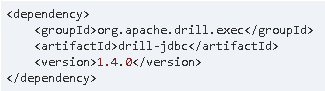 <dependency>
    <groupId>org.apache.drill.exec</groupId>
    <artifactId>drill-jdbc</artifactId>
    <version>1.4.0</version>
</dependency>